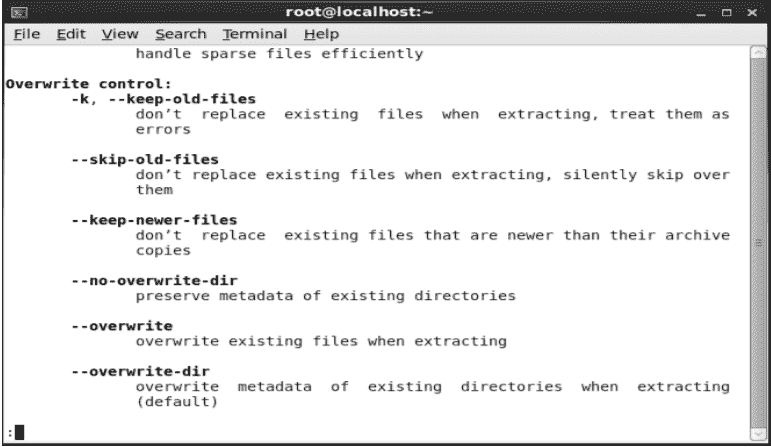 root@localhost:~
File Edit View Search Terminal Help
handle sparse files efficiently
Overwrite control:
-k, --keep-old-files
don’t replace existing files when extracting, treat them as
errors
--skip-old-files
don’t replace existing files when extracting, silently skip over
them
--keep-newer-files
don’t replace existing files that are newer than their archive
copies
--no-overwrite-dir
preserve metadata of existing directories
--overwrite
overwrite existing files when extracting
--overwrite-dir
overwrite metadata of existing directories when extracting
(default)
: